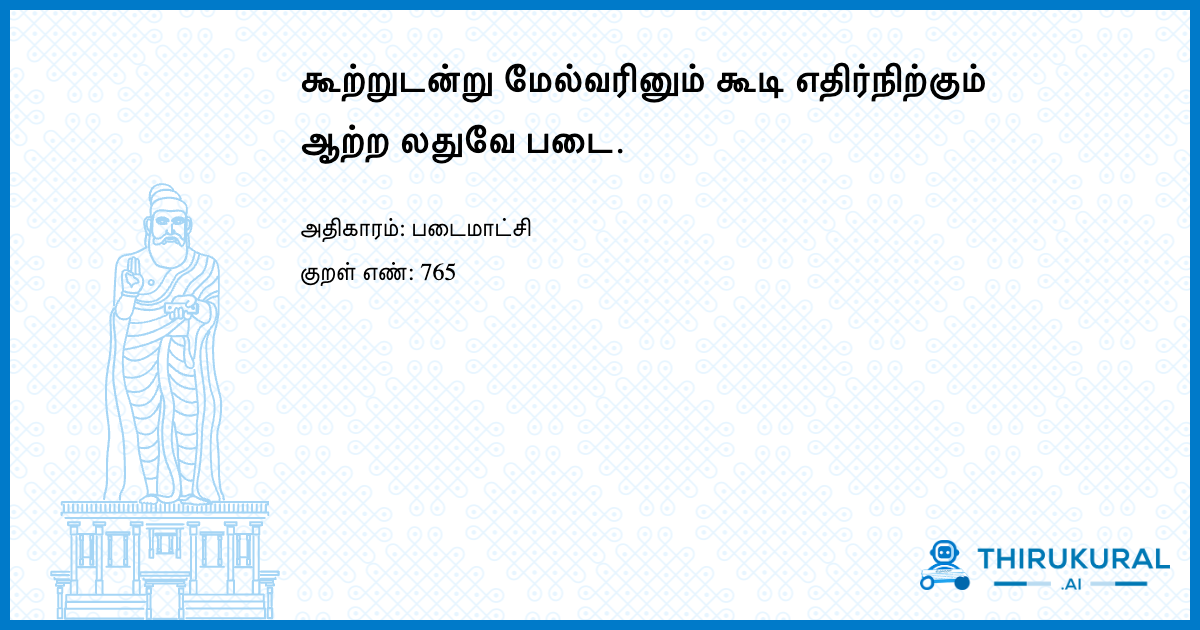 கூற்றுடன்று மேல்வரினும் கூடி எதிர்நிற்கும்
ஆற்ற லதுவே படை.
அதிகாரம்: படைமாட்சி
குறள் எண்: 765
THIRUKURAL
.AI